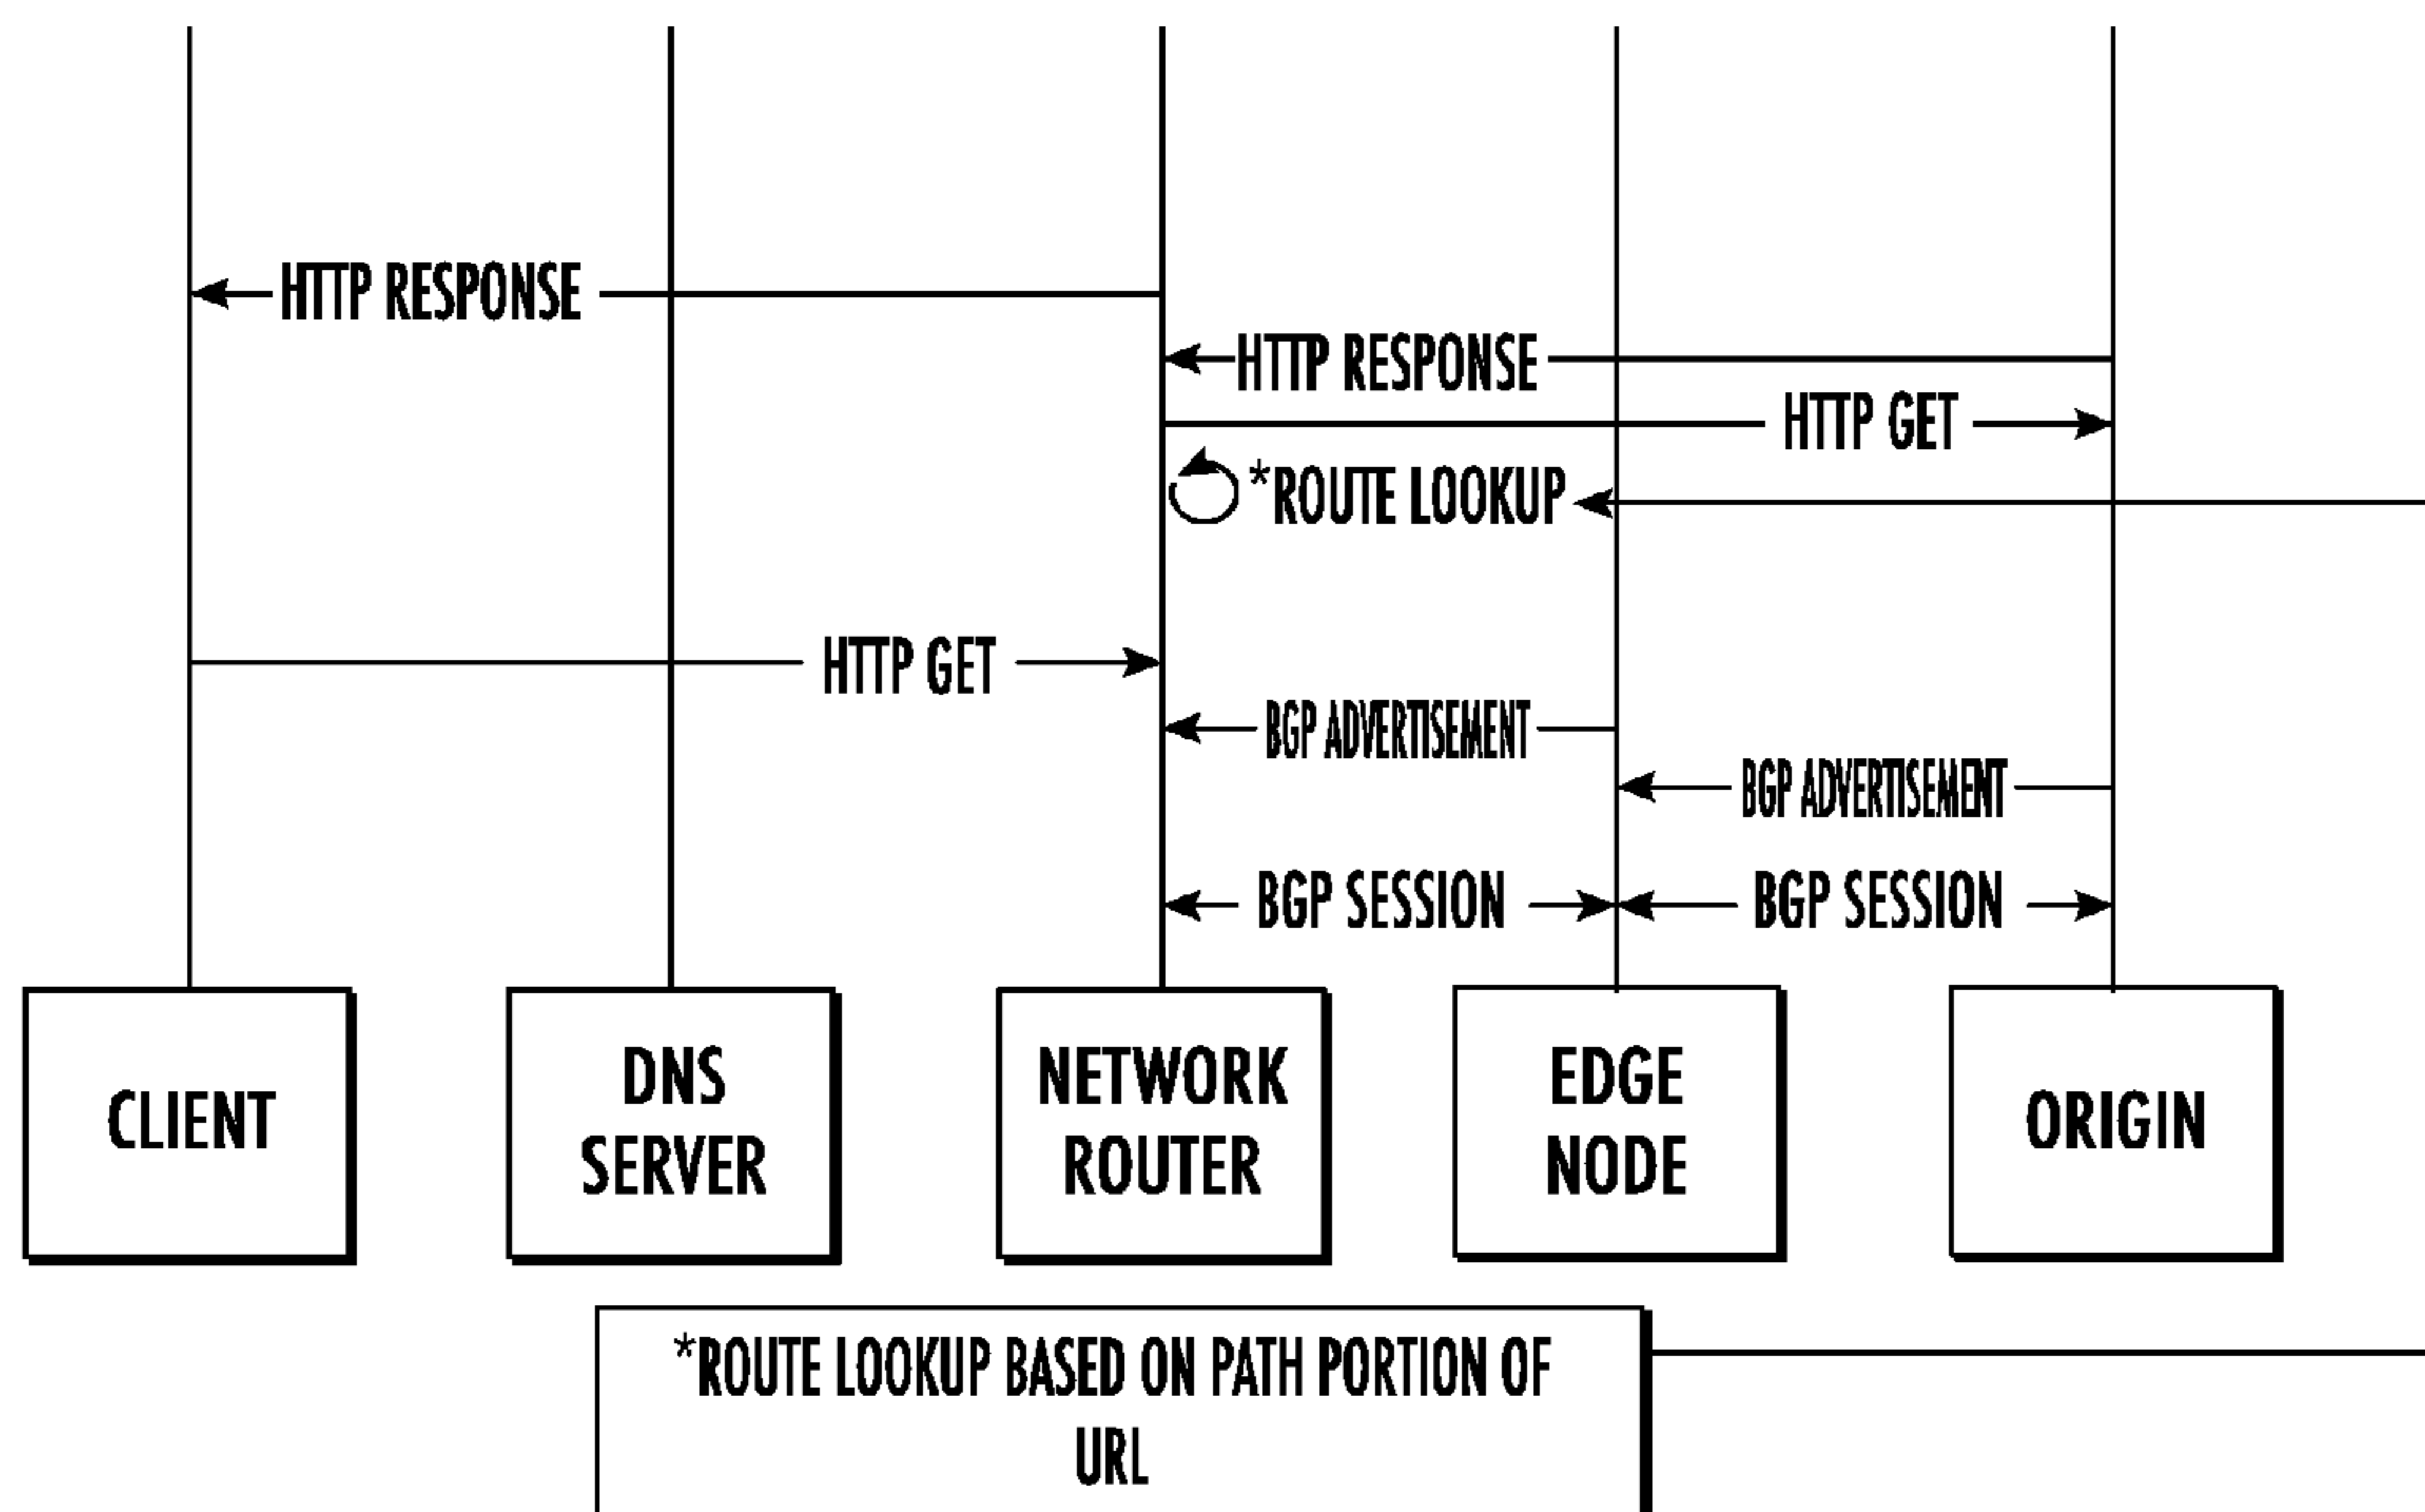 HTTP RESPONSE
HTTP RESPONSE
HTTP GET
*ROUTE LOOKUP
HTTP GET
BGP ADVERTISEMENT
BGP ADVERTISEMENT
BGP SESSION
BGP SESSION
CLIENT
DNS
SERVER
NETWORK
ROUTER
EDGE
NODE
ORIGIN
*ROUTE LOOKUP BASED ON PATH PORTION OF
URL